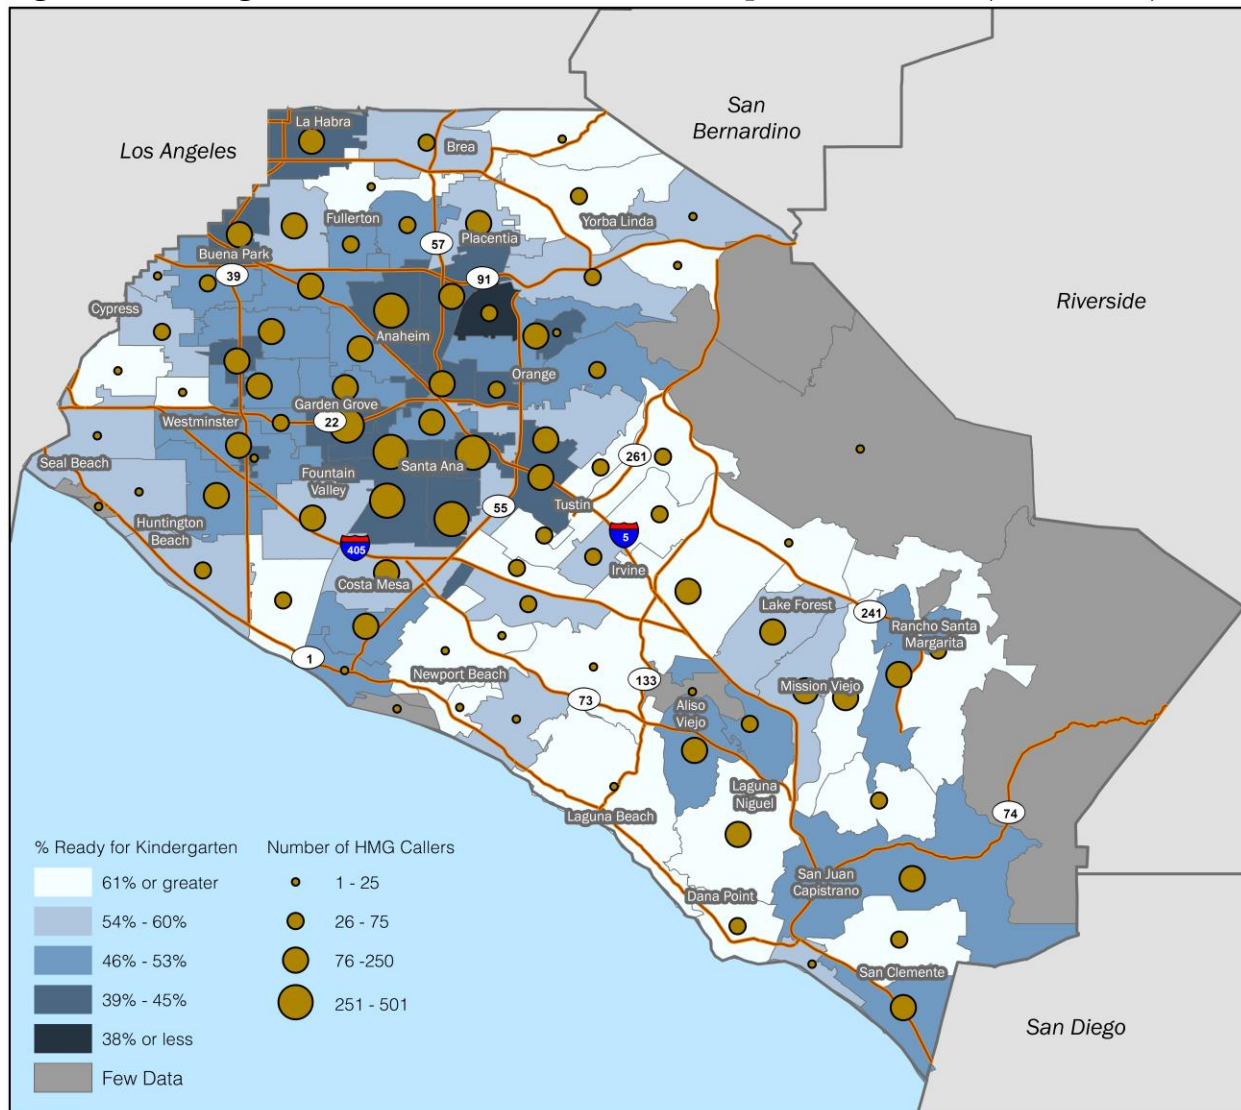 Los Angeles
San
Bernardino
Riverside
San Diego
La Habra
Brea
Fullerton
Yorba Linda
Placentia
57
Buena Park
39
91
Cypress
Anaheim
Orange
Garden Grove
22
Westminster
261
Seal Beach
Fountain
Valley
Santa Ana
55
Tustin
Huntington
Beach
5
405
Irvine
Costa Mesa
Lake Forest
241
Rancho Santa
Margarita
1
Newport Beach
133
Mission Viejo
73
Aliso
Viejo
Laguna
Niguel
Laguna Beach
74
San Juan
Capistrano
Dana Point
San Clemente
% Ready for Kindergarten
61% or greater
54% - 60%
46% - 53%
39% - 45%
38% or less
Few Data
Number of HMG Callers
1 - 25
26 - 75
76 -250
251 - 501